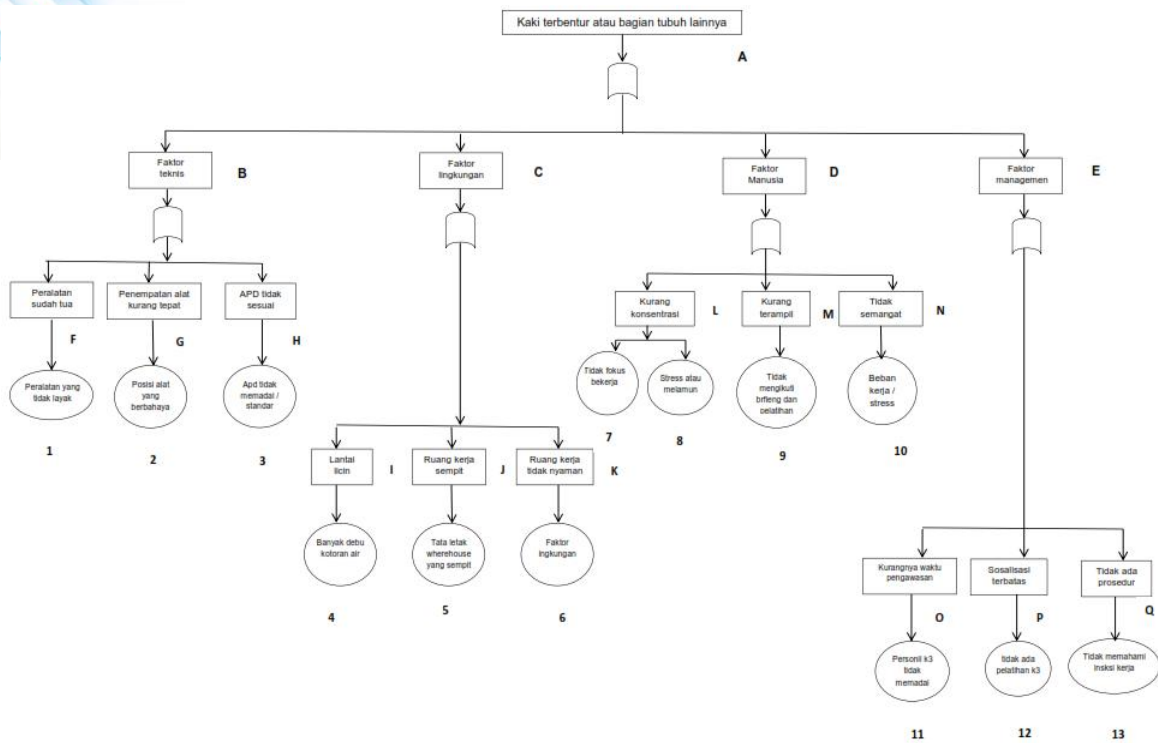 Kaki terbentur atau bagian tubuh lainnya
A
Faktor
teknis
B
Faktor
lingkungan
C
Faktor
Manusia
D
Faktor
managemen
E
Peralatan
sudah tua
F
Penempatan alat
kurang tepat
G
APD tidak
sesuai
H
Kurang
konsentrasi
L
Kurang
terampil
M
Tidak
semangat
N
Peralatan yang
tidak layak
1
Posisi alat
yang
berbahaya
2
Apd tidak
memadai /
standar
3
Tidak fokus
bekerja
7
Stress atau
melamun
8
Tidak
mengikuti
brfieng dan
pelatihan
9
Beban
kerja /
stress
10
Lantai
licin
I
Ruang kerja
sempit
J
Ruang kerja
tidak nyaman
K
Banyak debu
kotoran air
4
Tata letak
wherehouse
yang sempit
5
Faktor
ingkungan
6
Kurangnya waktu
pengawasan
O
Sosalisasi
terbatas
P
Tidak ada
prosedur
Q
Personil k3
tidak
memadai
11
tidak ada
pelatihan k3
12
Tidak memahami
insksi kerja
13